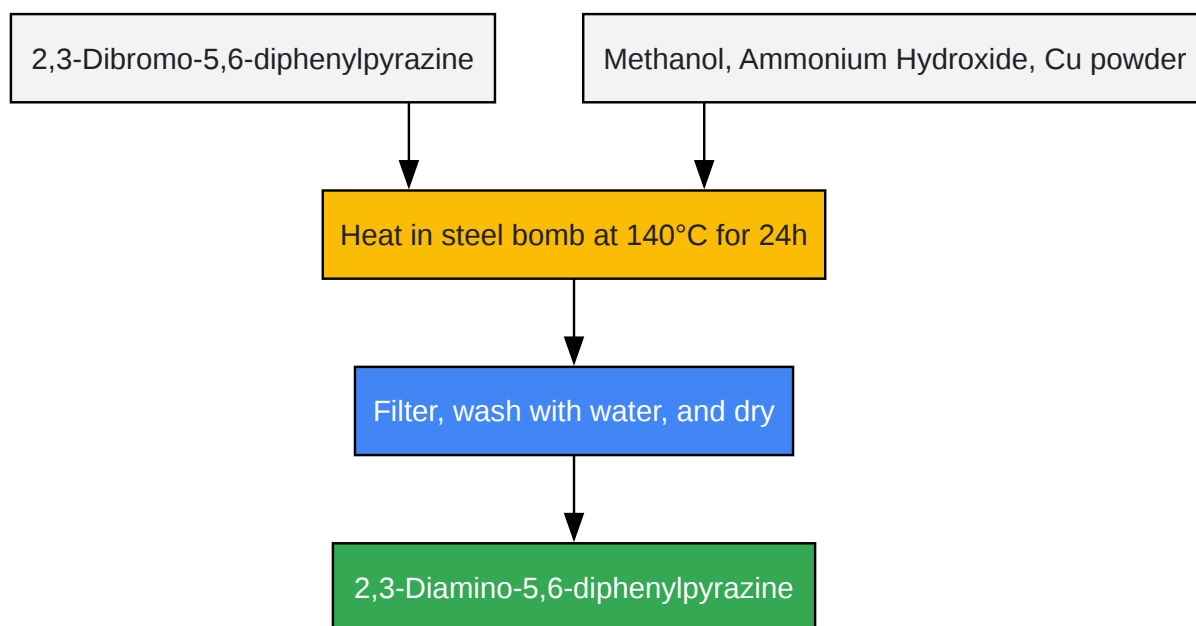 2,3-Dibromo-5,6-diphenylpyrazine
Methanol, Ammonium Hydroxide, Cu powder
Heat in steel bomb at 140°C for 24h
Filter, wash with water, and dry
2,3-Diamino-5,6-diphenylpyrazine